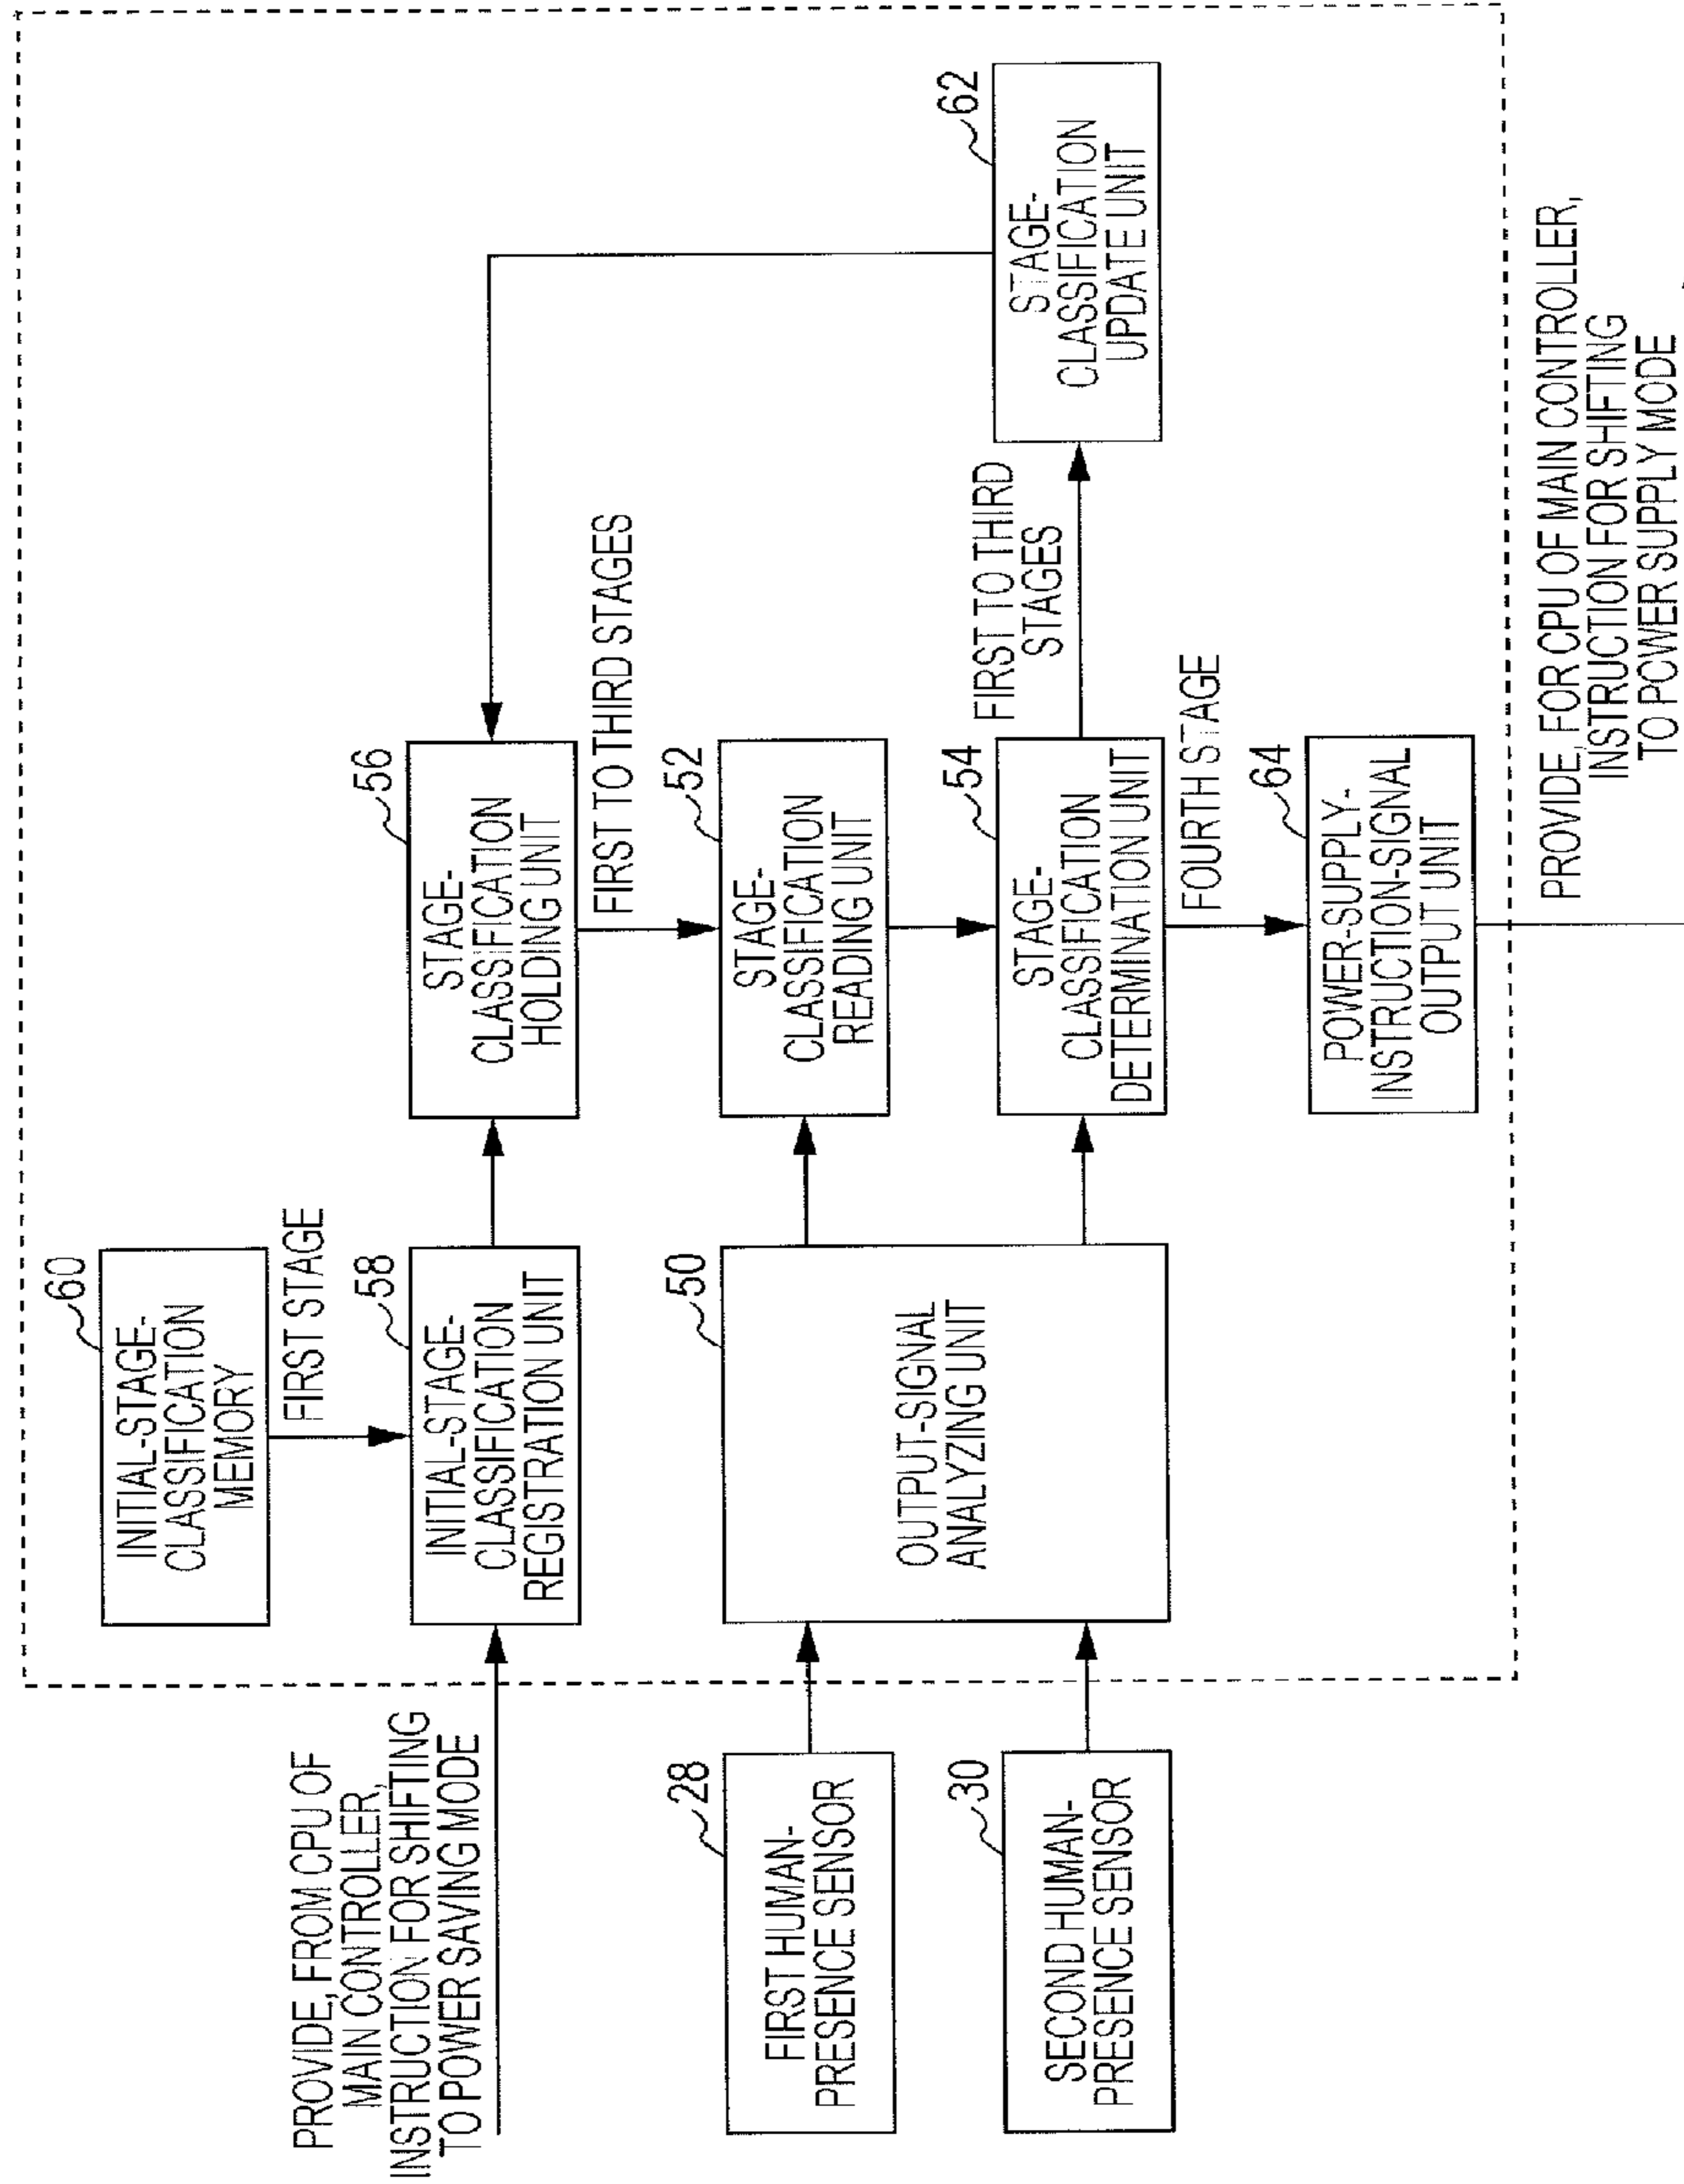 60
INITIAL-STAGE-
CLASSIFICATION
MEMORY
FIRST STAGE
PROVIDE, FROM CPU OF
MAIN CONTROLLER,
INSTRUCTION FOR SHIFTING
TO POWER SAVING MODE
58
INITIAL-STAGE-
CLASSIFICATION
REGISTRATION UNIT
56
STAGE-
CLASSIFICATION
HOLDING UNIT
FIRST TO THIRD STAGES
28
FIRST HUMAN-
PRESENCE SENSOR
50
OUTPUT-SIGNAL
ANALYZING UNIT
52
STAGE-
CLASSIFICATION
READING UNIT
30
SECOND HUMAN-
PRESENCE SENSOR
54
STAGE-
CLASSIFICATION
DETERMINATION UNIT
FIRST TO THIRD
STAGES
62
STAGE-
CLASSIFICATION
UPDATE UNIT
FOURTH STAGE
64
POWER-SUPPLY-
INSTRUCTION-SIGNAL
OUTPUT UNIT
PROVIDE, FOR CPU OF MAIN CONTROLLER,
INSTRUCTION FOR SHIFTING
TO POWER SUPPLY MODE